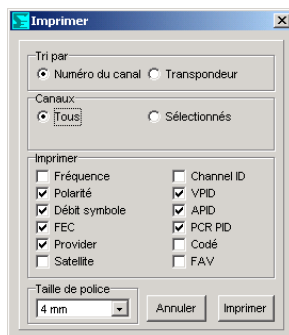 Imprimer
Tri par
Numéro du canal Transpondeur
Canaux
Tous Sélectionnés
Imprimer
Fréquence Channel ID
Polarité VPID
Débit symbole APID
FEC PCR PID
Provider Codé
Satellite FAV
Taille de police
4 mm Annuler Imprimer